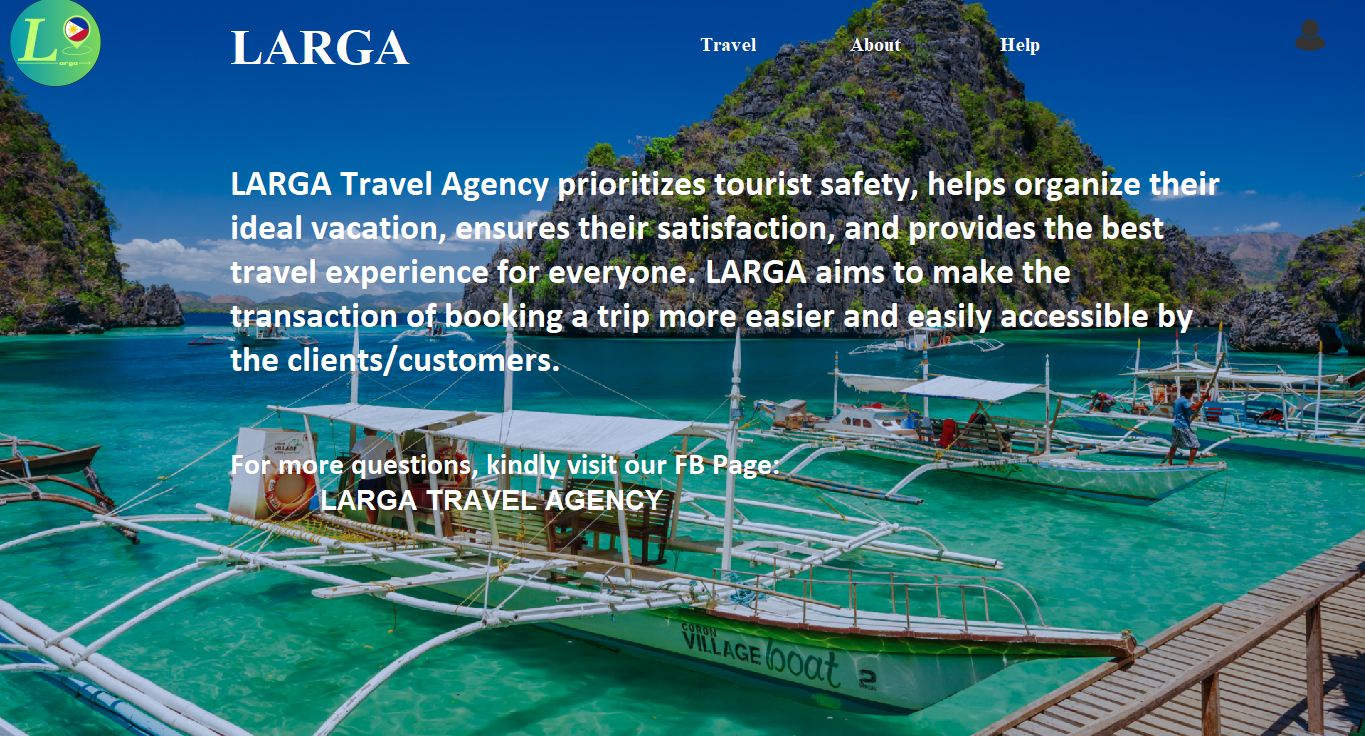 L
arga
LARGA
Travel
About
Help
LARGA Travel Agency prioritizes tourist safety, helps organize their
ideal vacation, ensures their satisfaction, and provides the best
travel experience for everyone. LARGA aims to make the
transaction of booking a trip more easier and easily accessible by
the clients/customers.
For more questions, kindly visit our FB Page:
LARGA TRAVEL AGENCY
CORON
VILLAGE boat 2